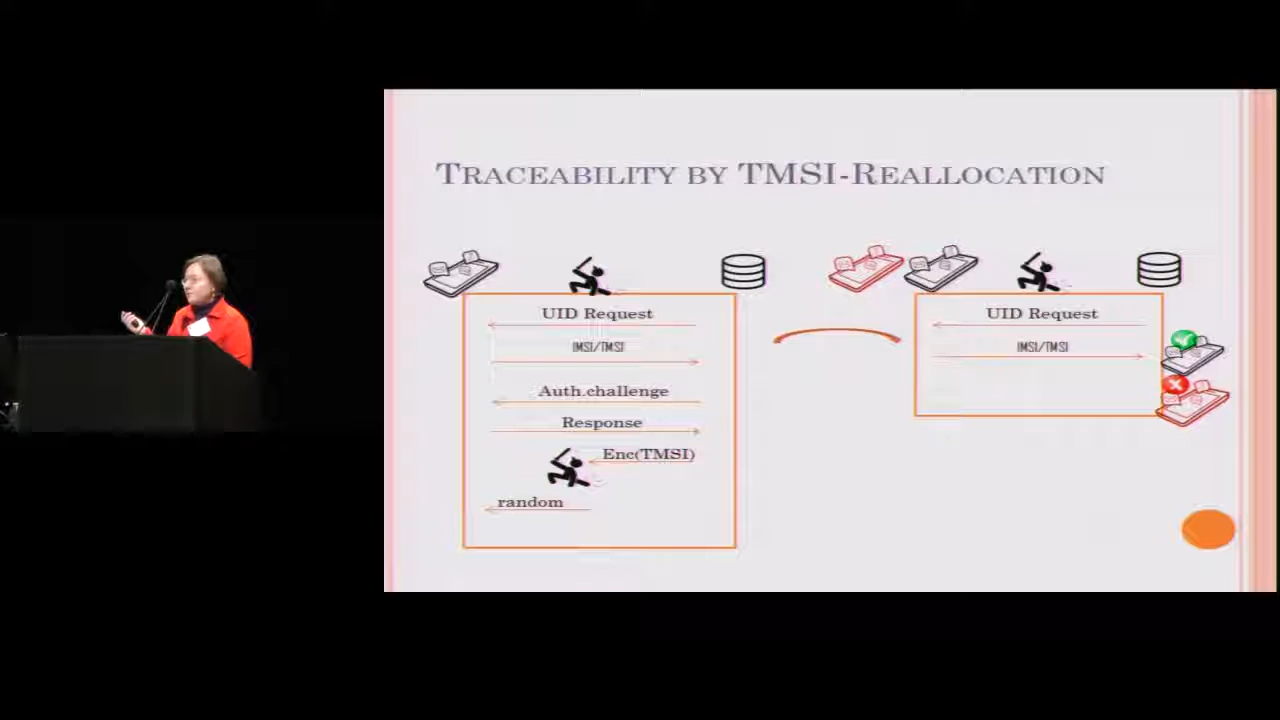 TRACEABILITY BY TMSI-REALLOCATION
UID Request
IMSI/TMSI
Auth.challenge
Response
Enc(TMSI)
random
UID Request
IMSI/TMSI